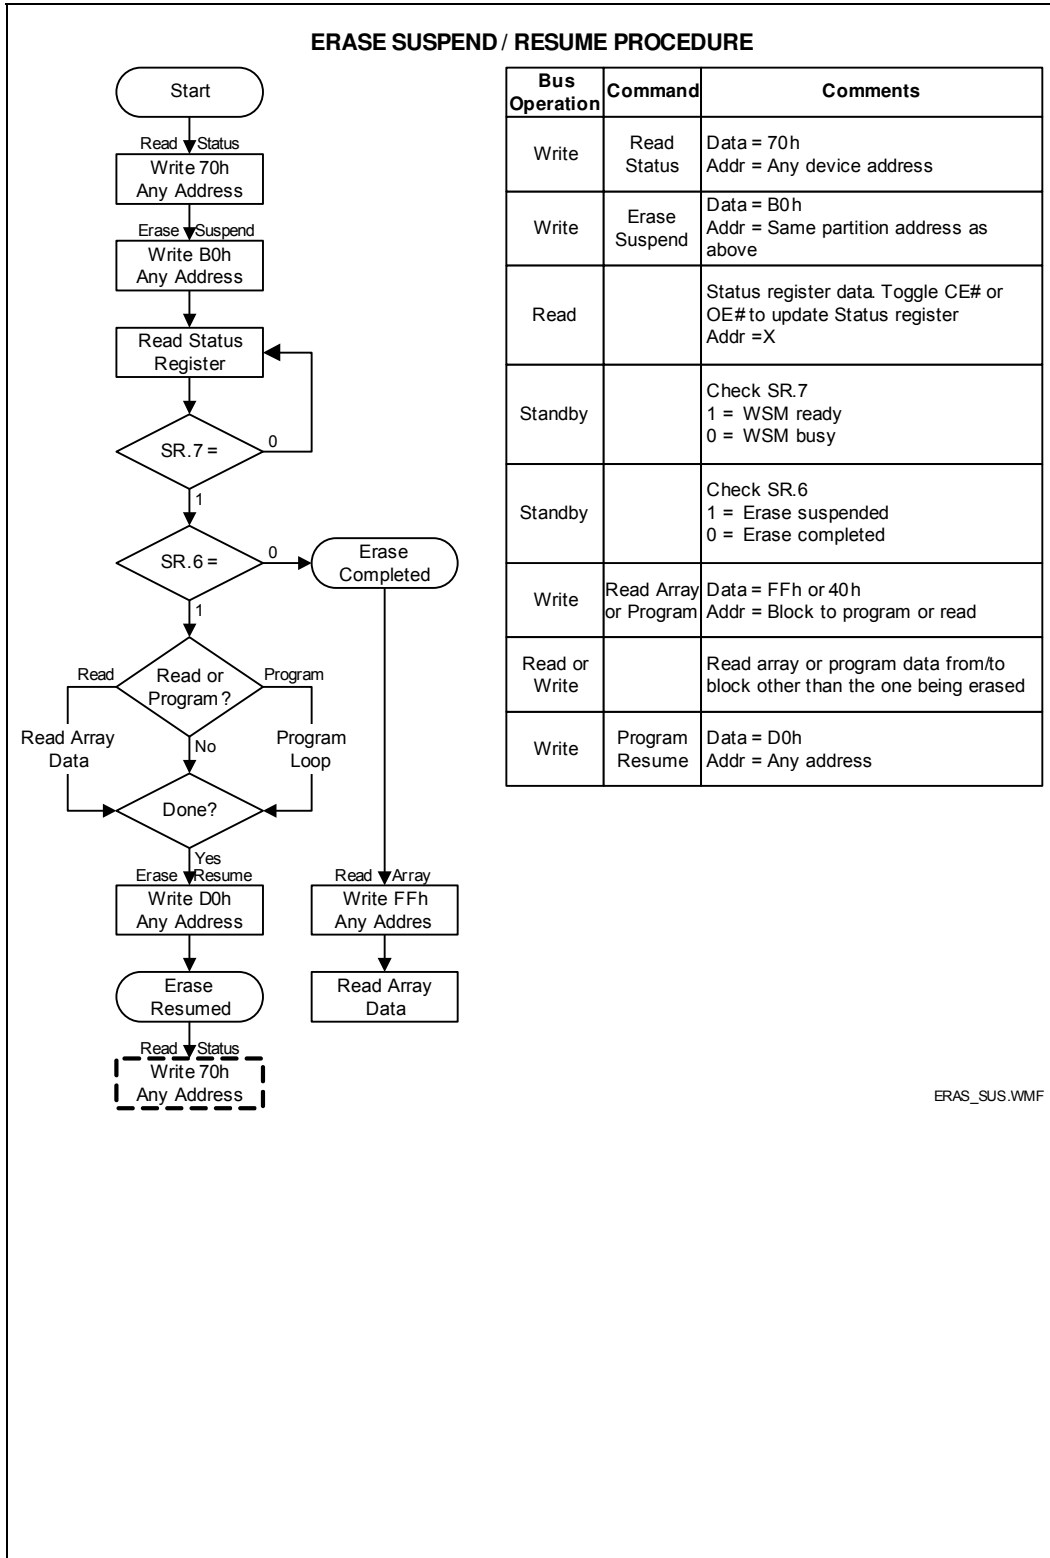 ERASE SUSPEND / RESUME PROCEDURE
Start
Read Status
Write 70h
Any Address
Erase Suspend
Write B0h
Any Address
Read Status
Register
SR.7 =
0
1
SR.6 =
0
Erase
Completed
1
Read
Read or
Program?
Program
Read Array
Data
No
Program
Loop
Done?
Yes
Erase Resume
Write D0h
Any Address
Read Array
Write FFh
Any Addres
Erase
Resumed
Read Array
Data
Read Status
Write 70h
Any Address
Bus
Operation
Command
Comments
Write
Read
Status
Data = 70h
Addr = Any device address
Write
Erase
Suspend
Data = B0h
Addr = Same partition address as
above
Read
Status register data. Toggle CE# or
OE# to update Status register
Addr =X
Standby
Check SR.7
1 = WSM ready
0 = WSM busy
Standby
Check SR.6
1 = Erase suspended
0 = Erase completed
Write
Read Array
or Program
Data = FFh or 40h
Addr = Block to program or read
Read or
Write
Read array or program data from/to
block other than the one being erased
Write
Program
Resume
Data = D0h
Addr = Any address
ERAS_SUS.WMF